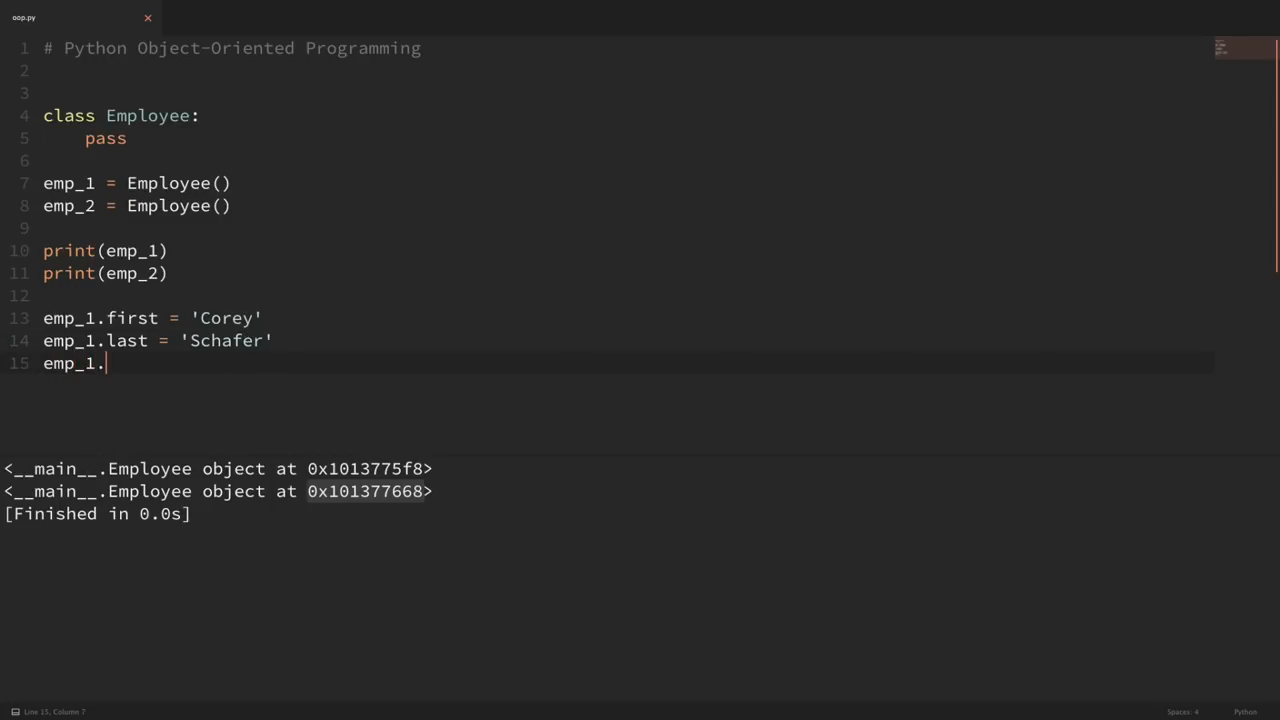 oop.py
1 # Python Object-Oriented Programming
2
3
4 class Employee:
5     pass
6
7 emp_1 = Employee()
8 emp_2 = Employee()
9
10 print(emp_1)
11 print(emp_2)
12
13 emp_1.first = 'Corey'
14 emp_1.last = 'Schafer'
15 emp_1.
<__main__.Employee object at 0x1013775f8>
<__main__.Employee object at 0x101377668>
[Finished in 0.0s]
Line 15, Column 7 Spaces: 4 Python